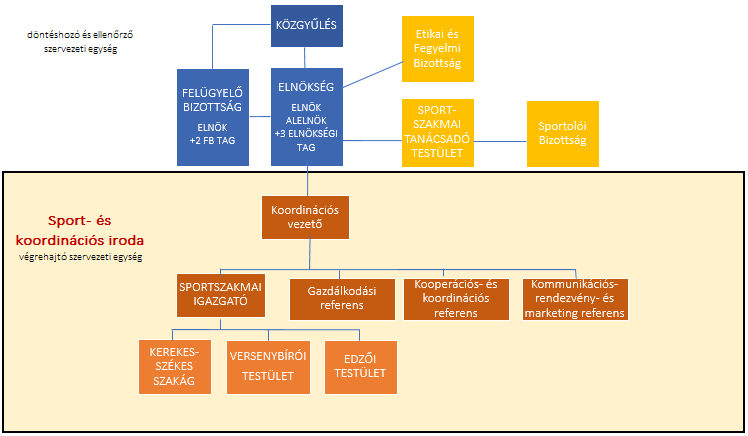 döntéshozó és ellenőrző
szervezeti egység
KÖZGYŰLÉS
Etikai és
Fegyelmi
Bizottság
FELÜGYELŐ
BIZOTTSÁG
ELNÖK
+2 FB TAG
ELNÖKSÉG
ELNÖK
ALELNÖK
+3 ELNÖKSÉGI
TAG
SPORT-
SZAKMAI
TANÁCSADÓ
TESTÜLET
Sportolói
Bizottság
Sport- és
koordinációs iroda
végrehajtó szervezeti egység
Koordinációs
vezető
SPORTSZAKMAI
IGAZGATÓ
Gazdálkodási
referens
Kooperációs- és
koordinációs
referens
Kommunikációs-
rendezvény- és
marketing referens
KEREKES-
SZÉKES
SZAKÁG
VERSENYBÍRÓI
TESTÜLET
EDZŐI
TESTÜLET